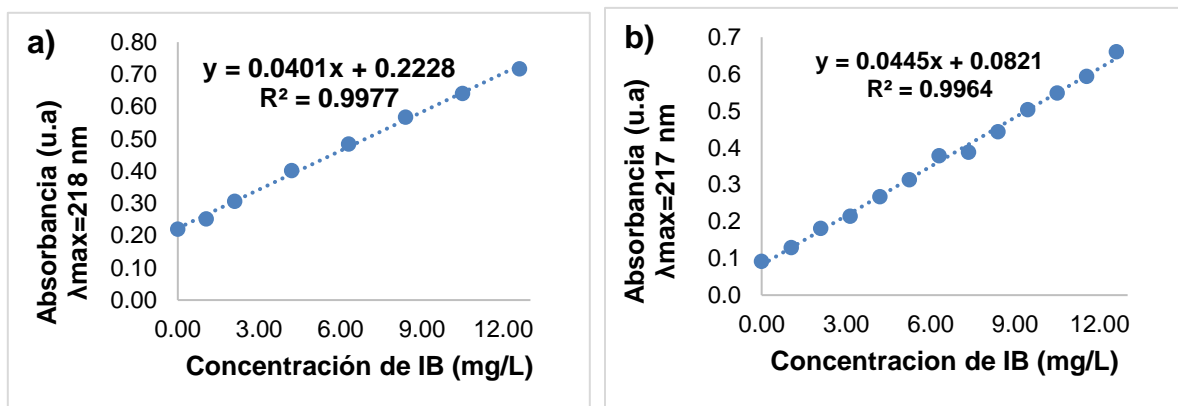 a)
y = 0.0401x + 0.2228
R² = 0.9977
Absorbancia (u.a)
λmax=218 nm
0.80
0.70
0.60
0.50
0.40
0.30
0.20
0.10
0.00
0.00 3.00 6.00 9.00 12.00
Concentración de IB (mg/L)
b)
y = 0.0445x + 0.0821
R² = 0.9964
Absorbancia (u.a)
λmax=217 nm
0.7
0.6
0.5
0.4
0.3
0.2
0.1
0.0
0.00 3.00 6.00 9.00 12.00
Concentracion de IB (mg/L)